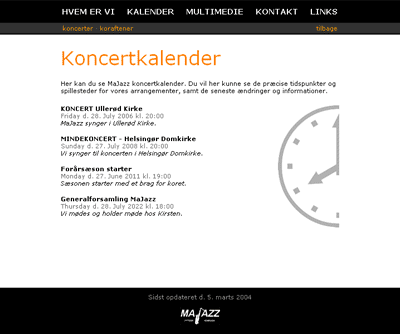 HVEM ER VI KALENDER MULTIMEDIE KONTAKT LINKS
koncerter koraftener tilbage
Koncertkalender
Her kan du se MaJazz koncertkalender. Du vil her kunne se de præcise tidspunkter og
spillesteder for vores arrangementer, samt de seneste ændringer og informationer.
KONCERT Ullerød Kirke
Friday d. 28. July 2006 kl. 20:00
MaJazz synger i Ullerød Kirke.
MINDEKONCERT - Helsingør Domkirke
Sunday d. 27. July 2008 kl. 20:00
Vi synger til koncerten i Helsingør Domkirke.
Forårsæson starter
Monday d. 27. June 2011 kl. 19:00
Sæsonen starter med et brag for koret.
Generalforsamling MaJazz
Thursday d. 28. July 2022 kl. 18:00
Vi mødes og holder møde hos Kirsten.
Sidst opdateret d. 5. marts 2004
MAJAZZ